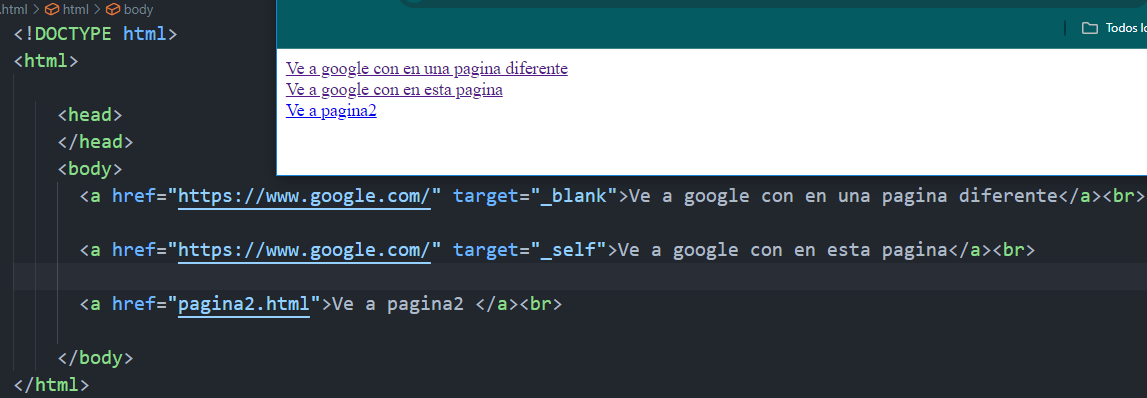 .html > html > body
Todos lo
<!DOCTYPE html>
<html>
Ve a google con en una pagina diferente
Ve a google con en esta pagina
Ve a pagina2
<head>
</head>
<body>
<a href="https://www.google.com/" target="_blank">Ve a google con en una pagina diferente</a><br>
<a href="https://www.google.com/" target="_self">Ve a google con en esta pagina</a><br>
<a href="pagina2.html">Ve a pagina2 </a><br>
</body>
</html>